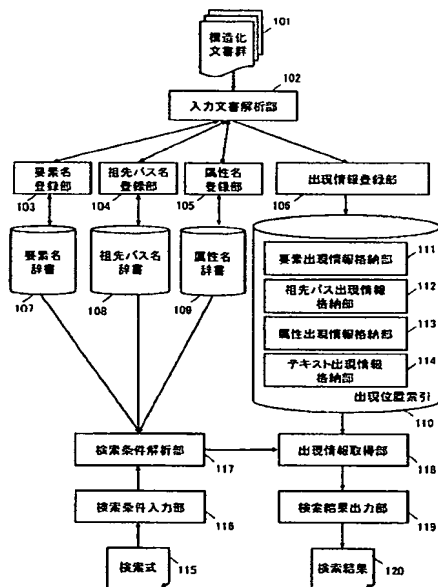 101
構造化
文書群
102
入力文書解析部
要素名
登録部
103
祖先パス名
登録部
104
属性名
登録部
105
出現情報登録部
106
要素名
辞書
107
祖先パス名
辞書
108
属性名
辞書
109
要素出現情報格納部
111
祖先パス出現情報
格納部
112
属性出現情報格納部
113
テキスト出現情報
格納部
114
出現位置索引
110
検索条件解析部
117
出現情報取得部
118
検索条件入力部
116
検索結果出力部
119
検索式
115
検索結果
120